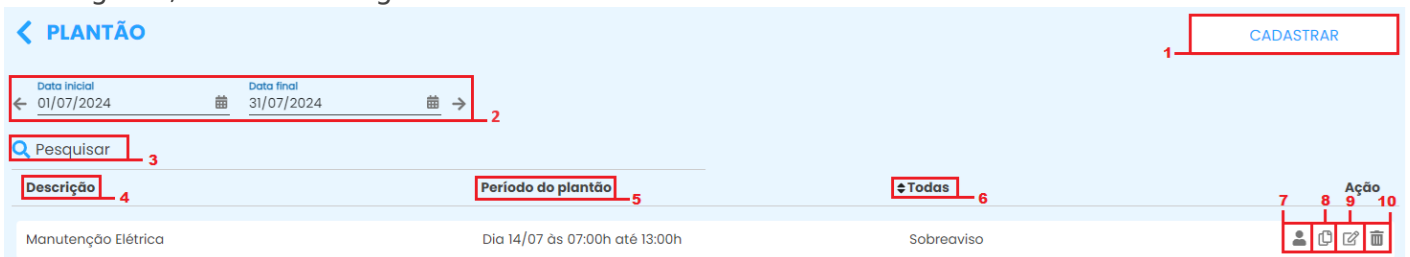 PLANTÃO
CADASTRAR
1
Data inicial Data final
01/07/2024 31/07/2024
2
Pesquisar
3
Descrição Período do plantão Todas Ação
4 5 6 7 8 9 10
Manutenção Elétrica Dia 14/07 às 07:00h até 13:00h Sobreaviso